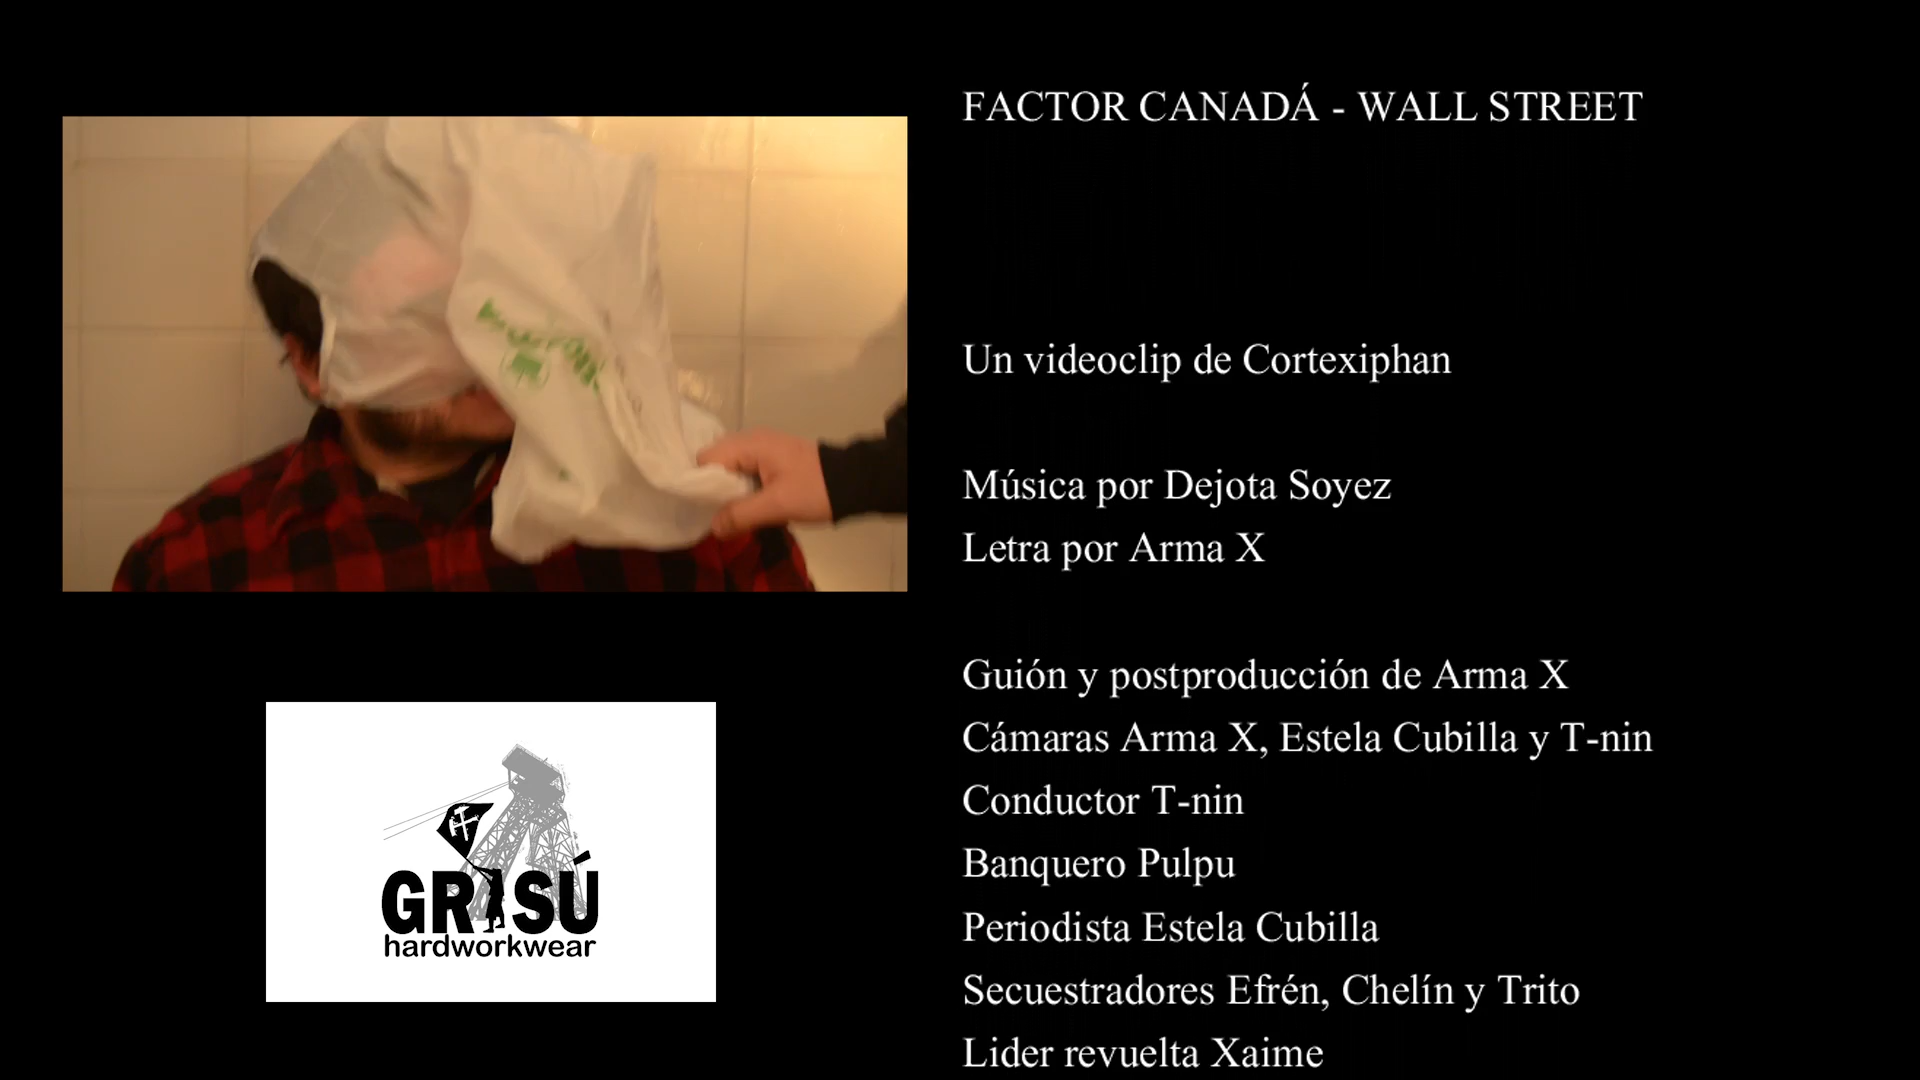 FACTOR CANADÁ - WALL STREET
Un videoclip de Cortexiphan
Música por Dejota Soyez
Letra por Arma X
Guión y postproducción de Arma X
Cámaras Arma X, Estela Cubilla y T-nin
Conductor T-nin
Banquero Pulpu
Periodista Estela Cubilla
Secuestradores Efrén, Chelín y Trito
Lider revuelta Xaime
GRISÚ
hardworkwear